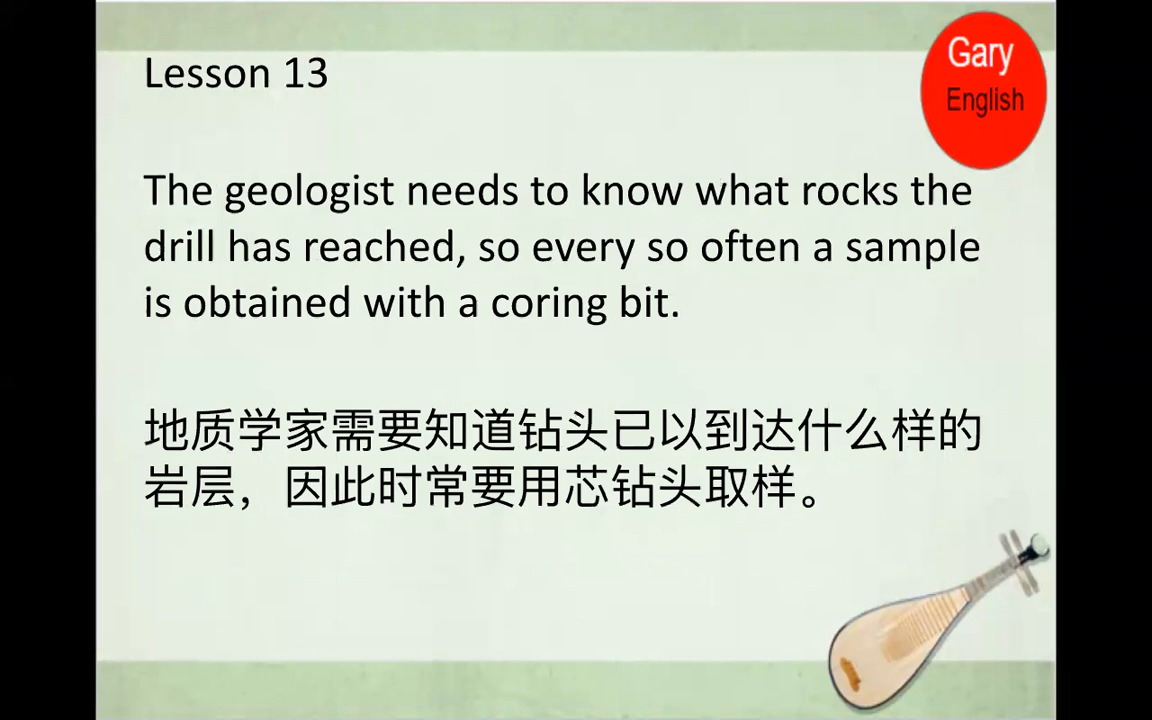 Lesson 13
Gary
English
The geologist needs to know what rocks the
drill has reached, so every so often a sample
is obtained with a coring bit.
地质学家需要知道钻头已以到达什么样的
岩层，因此时常要用芯钻头取样。